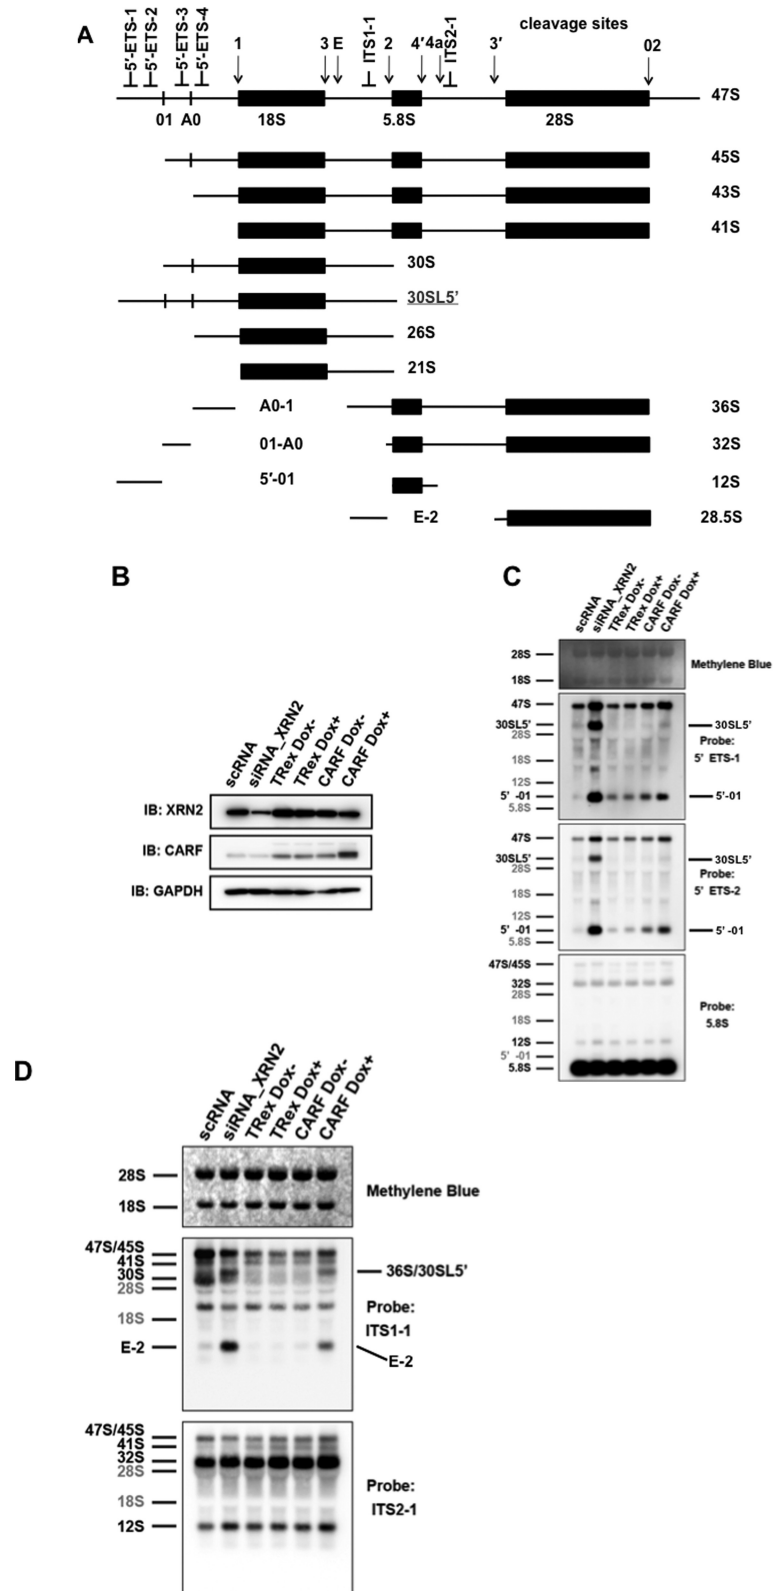 A
5′-ETS-1
5′-ETS-2
5′-ETS-3
5′-ETS-4
cleavage sites
1
3 E
ITS1-1
2
4′ 4a
ITS2-1
3′
02
47S
01 A0
18S
5.8S
28S
45S
43S
41S
30S
30SL5’
26S
21S
A0-1
36S
01-A0
32S
5′-01
12S
E-2
28.5S
B
scRNA
siRNA_XRN2
TRex Dox-
TRex Dox+
CARF Dox-
CARF Dox+
IB: XRN2
IB: CARF
IB: GAPDH
C
scRNA
siRNA_XRN2
TRex Dox-
TRex Dox+
CARF Dox-
CARF Dox+
28S
18S
Methylene Blue
47S
30SL5’
28S
18S
12S
5’ -01
5.8S
30SL5’
Probe:
5’ ETS-1
5’-01
47S
30SL5’
28S
18S
12S
5’ -01
5.8S
30SL5’
Probe:
5’ ETS-2
5’ -01
47S/45S
32S
28S
18S
12S
5’ -01
5.8S
Probe:
5.8S
D
scRNA
siRNA_XRN2
TRex Dox-
TRex Dox+
CARF Dox-
CARF Dox+
28S
18S
Methylene Blue
47S/45S
41S
30S
28S
18S
E-2
36S/30SL5’
Probe:
ITS1-1
E-2
47S/45S
41S
32S
28S
18S
12S
Probe:
ITS2-1